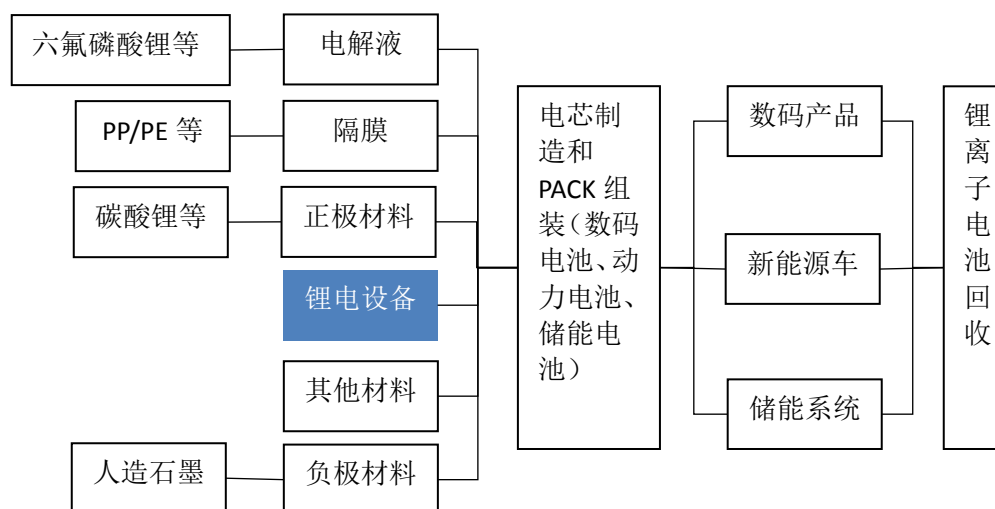 六氟磷酸锂等
电解液
PP/PE 等
隔膜
碳酸锂等
正极材料
锂电设备
其他材料
人造石墨
负极材料
电芯制
造和
PACK 组
装（数码
电池、动
力电池、
储能电
池）
数码产品
新能源车
储能系统
锂
离
子
电
池
回
收